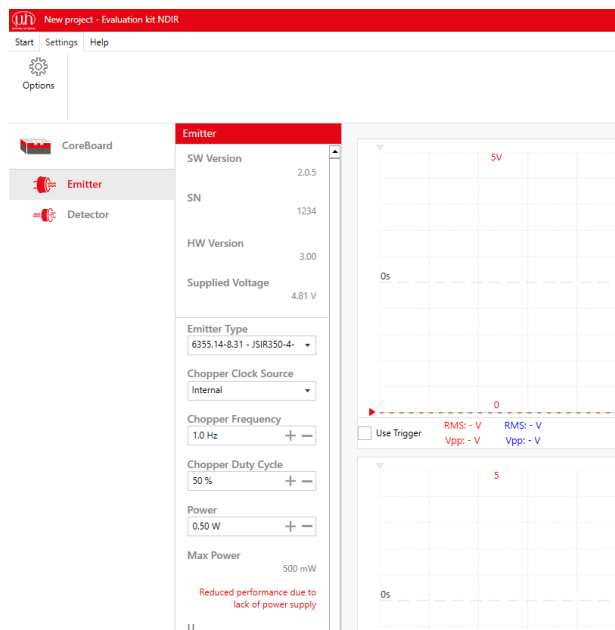 New project - Evaluation kit NDIR
Start Settings Help
Options
CoreBoard
Emitter
Detector
Emitter
SW Version
2.0.5
SN
1234
HW Version
3.00
Supplied Voltage
4.81 V
Emitter Type
6355.14-8.31 - JSIR350-4-
Chopper Clock Source
Internal
Chopper Frequency
1.0 Hz
Chopper Duty Cycle
50 %
Power
0.50 W
Max Power
500 mW
Reduced performance due to
lack of power supply
5V
0s
0
Use Trigger
RMS: - V RMS: - V
Vpp: - V Vpp: - V
5
0s